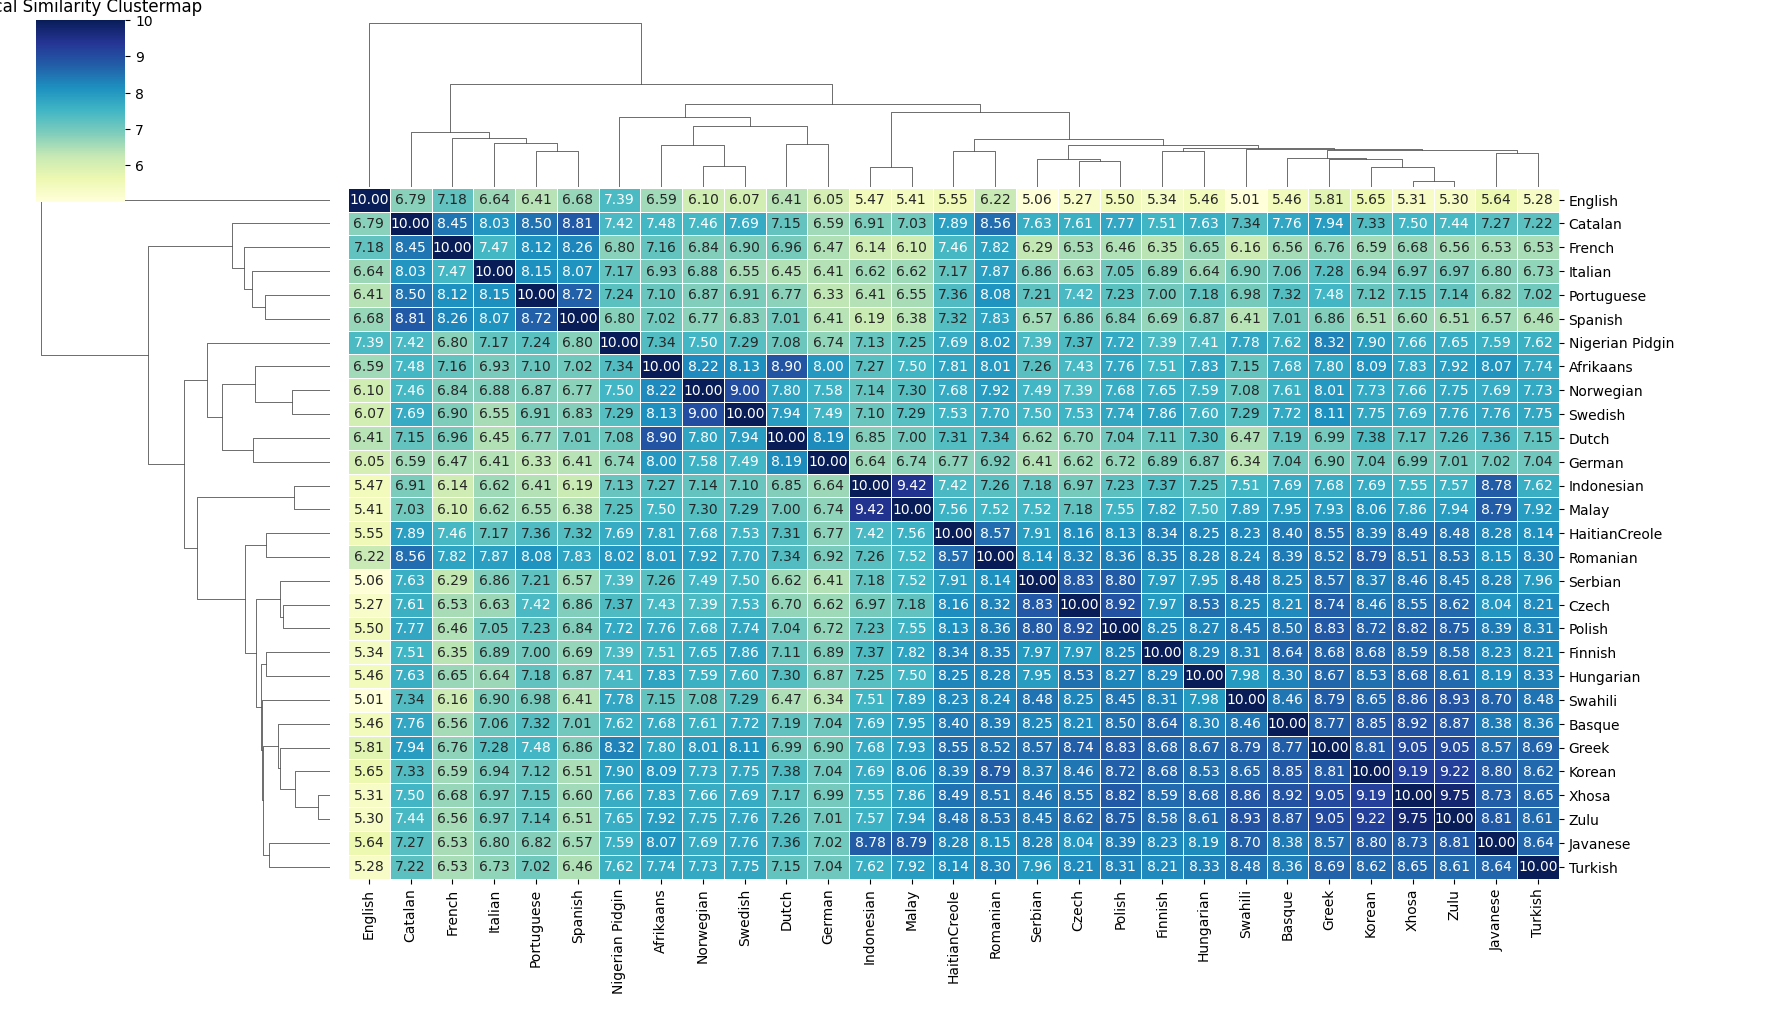 cal Similarity Clustermap
10
9
8
7
6
10.00 6.79 7.18 6.64 6.41 6.68 7.39 6.59 6.10 6.07 6.41 6.05 5.47 5.41 5.55 6.22 5.06 5.27 5.50 5.34 5.46 5.01 5.46 5.81 5.65 5.31 5.30 5.64 5.28 English
6.79 10.00 8.45 8.03 8.50 8.81 7.42 7.48 7.46 7.69 7.15 6.59 6.91 7.03 7.89 8.56 7.63 7.61 7.77 7.51 7.63 7.34 7.76 7.94 7.33 7.50 7.44 7.27 7.22 Catalan
7.18 8.45 10.00 7.47 8.12 8.26 6.80 7.16 6.84 6.90 6.96 6.47 6.14 6.10 7.46 7.82 6.29 6.53 6.46 6.35 6.65 6.16 6.56 6.76 6.59 6.68 6.56 6.53 6.53 French
6.64 8.03 7.47 10.00 8.15 8.07 7.17 6.93 6.88 6.55 6.45 6.41 6.62 6.62 7.17 7.87 6.86 6.63 7.05 6.89 6.64 6.90 7.06 7.28 6.94 6.97 6.97 6.80 6.73 Italian
6.41 8.50 8.12 8.15 10.00 8.72 7.24 7.10 6.87 6.91 6.77 6.33 6.41 6.55 7.36 8.08 7.21 7.42 7.23 7.00 7.18 6.98 7.32 7.48 7.12 7.15 7.14 6.82 7.02 Portuguese
6.68 8.81 8.26 8.07 8.72 10.00 6.80 7.02 6.77 6.83 7.01 6.41 6.19 6.38 7.32 7.83 6.57 6.86 6.84 6.69 6.87 6.41 7.01 6.86 6.51 6.60 6.51 6.57 6.46 Spanish
7.39 7.42 6.80 7.17 7.24 6.80 10.00 7.34 7.50 7.29 7.08 6.74 7.13 7.25 7.69 8.02 7.39 7.37 7.72 7.39 7.41 7.78 7.62 8.32 7.90 7.66 7.65 7.59 7.62 Nigerian Pidgin
6.59 7.48 7.16 6.93 7.10 7.02 7.34 10.00 8.22 8.13 8.90 8.00 7.27 7.50 7.81 8.01 7.26 7.43 7.76 7.51 7.83 7.15 7.68 7.80 8.09 7.83 7.92 8.07 7.74 Afrikaans
6.10 7.46 6.84 6.88 6.87 6.77 7.50 8.22 10.00 9.00 7.80 7.58 7.14 7.30 7.68 7.92 7.49 7.39 7.68 7.65 7.59 7.08 7.61 8.01 7.73 7.66 7.75 7.69 7.73 Norwegian
6.07 7.69 6.90 6.55 6.91 6.83 7.29 8.13 9.00 10.00 7.94 7.49 7.10 7.29 7.53 7.70 7.50 7.53 7.74 7.86 7.60 7.29 7.72 8.11 7.75 7.69 7.76 7.76 7.75 Swedish
6.41 7.15 6.96 6.45 6.77 7.01 7.08 8.90 7.80 7.94 10.00 8.19 6.85 7.00 7.31 7.34 6.62 6.70 7.04 7.11 7.30 6.47 7.19 6.99 7.38 7.17 7.26 7.36 7.15 Dutch
6.05 6.59 6.47 6.41 6.33 6.41 6.74 8.00 7.58 7.49 8.19 10.00 6.64 6.74 6.77 6.92 6.41 6.62 6.72 6.89 6.87 6.34 7.04 6.90 7.04 6.99 7.01 7.02 7.04 German
5.47 6.91 6.14 6.62 6.41 6.19 7.13 7.27 7.14 7.10 6.85 6.64 10.00 9.42 7.42 7.26 7.18 6.97 7.23 7.37 7.25 7.51 7.69 7.68 7.69 7.55 7.57 8.78 7.62 Indonesian
5.41 7.03 6.10 6.62 6.55 6.38 7.25 7.50 7.30 7.29 7.00 6.74 9.42 10.00 7.56 7.52 7.52 7.18 7.55 7.82 7.50 7.89 7.95 7.93 8.06 7.86 7.94 8.79 7.92 Malay
5.55 7.89 7.46 7.17 7.36 7.32 7.69 7.81 7.68 7.53 7.31 6.77 7.42 7.56 10.00 8.57 7.91 8.16 8.13 8.34 8.25 8.23 8.40 8.55 8.39 8.49 8.48 8.28 8.14 HaitianCreole
6.22 8.56 7.82 7.87 8.08 7.83 8.02 8.01 7.92 7.70 7.34 6.92 7.26 7.52 8.57 10.00 8.14 8.32 8.36 8.35 8.28 8.24 8.39 8.52 8.79 8.51 8.53 8.15 8.30 Romanian
5.06 7.63 6.29 6.86 7.21 6.57 7.39 7.26 7.49 7.50 6.62 6.41 7.18 7.52 7.91 8.14 10.00 8.83 8.80 7.97 7.95 8.48 8.25 8.57 8.37 8.46 8.45 8.28 7.96 Serbian
5.27 7.61 6.53 6.63 7.42 6.86 7.37 7.43 7.39 7.53 6.70 6.62 6.97 7.18 8.16 8.32 8.83 10.00 8.92 7.97 8.53 8.25 8.21 8.74 8.46 8.55 8.62 8.04 8.21 Czech
5.50 7.77 6.46 7.05 7.23 6.84 7.72 7.76 7.68 7.74 7.04 6.72 7.23 7.55 8.13 8.36 8.80 8.92 10.00 8.25 8.27 8.45 8.50 8.83 8.72 8.82 8.75 8.39 8.31 Polish
5.34 7.51 6.35 6.89 7.00 6.69 7.39 7.51 7.65 7.86 7.11 6.89 7.37 7.82 8.34 8.35 7.97 7.97 8.25 10.00 8.29 8.31 8.64 8.68 8.68 8.59 8.58 8.23 8.21 Finnish
5.46 7.63 6.65 6.64 7.18 6.87 7.41 7.83 7.59 7.60 7.30 6.87 7.25 7.50 8.25 8.28 7.95 8.53 8.27 8.29 10.00 7.98 8.30 8.67 8.53 8.68 8.61 8.19 8.33 Hungarian
5.01 7.34 6.16 6.90 6.98 6.41 7.78 7.15 7.08 7.29 6.47 6.34 7.51 7.89 8.23 8.24 8.48 8.25 8.45 8.31 7.98 10.00 8.46 8.79 8.65 8.86 8.93 8.70 8.48 Swahili
5.46 7.76 6.56 7.06 7.32 7.01 7.62 7.68 7.61 7.72 7.19 7.04 7.69 7.95 8.40 8.39 8.25 8.21 8.50 8.64 8.30 8.46 10.00 8.77 8.85 8.92 8.87 8.38 8.36 Basque
5.81 7.94 6.76 7.28 7.48 6.86 8.32 7.80 8.01 8.11 6.99 6.90 7.68 7.93 8.55 8.52 8.57 8.74 8.83 8.68 8.67 8.79 8.77 10.00 8.81 9.05 9.05 8.57 8.69 Greek
5.65 7.33 6.59 6.94 7.12 6.51 7.90 8.09 7.73 7.75 7.38 7.04 7.69 8.06 8.39 8.79 8.37 8.46 8.72 8.68 8.53 8.65 8.85 8.81 10.00 9.19 9.22 8.80 8.62 Korean
5.31 7.50 6.68 6.97 7.15 6.60 7.66 7.83 7.66 7.69 7.17 6.99 7.55 7.86 8.49 8.51 8.46 8.55 8.82 8.59 8.68 8.86 8.92 9.05 9.19 10.00 9.75 8.73 8.65 Xhosa
5.30 7.44 6.56 6.97 7.14 6.51 7.65 7.92 7.75 7.76 7.26 7.01 7.57 7.94 8.48 8.53 8.45 8.62 8.75 8.58 8.61 8.93 8.87 9.05 9.22 9.75 10.00 8.81 8.61 Zulu
5.64 7.27 6.53 6.80 6.82 6.57 7.59 8.07 7.69 7.76 7.36 7.02 8.78 8.79 8.28 8.15 8.28 8.04 8.39 8.23 8.19 8.70 8.38 8.57 8.80 8.73 8.81 10.00 8.64 Javanese
5.28 7.22 6.53 6.73 7.02 6.46 7.62 7.74 7.73 7.75 7.15 7.04 7.62 7.92 8.14 8.30 7.96 8.21 8.31 8.21 8.33 8.48 8.36 8.69 8.62 8.65 8.61 8.64 10.00 Turkish
English
Catalan
French
Italian
Portuguese
Spanish
Nigerian Pidgin
Afrikaans
Norwegian
Swedish
Dutch
German
Indonesian
Malay
HaitianCreole
Romanian
Serbian
Czech
Polish
Finnish
Hungarian
Swahili
Basque
Greek
Korean
Xhosa
Zulu
Javanese
Turkish